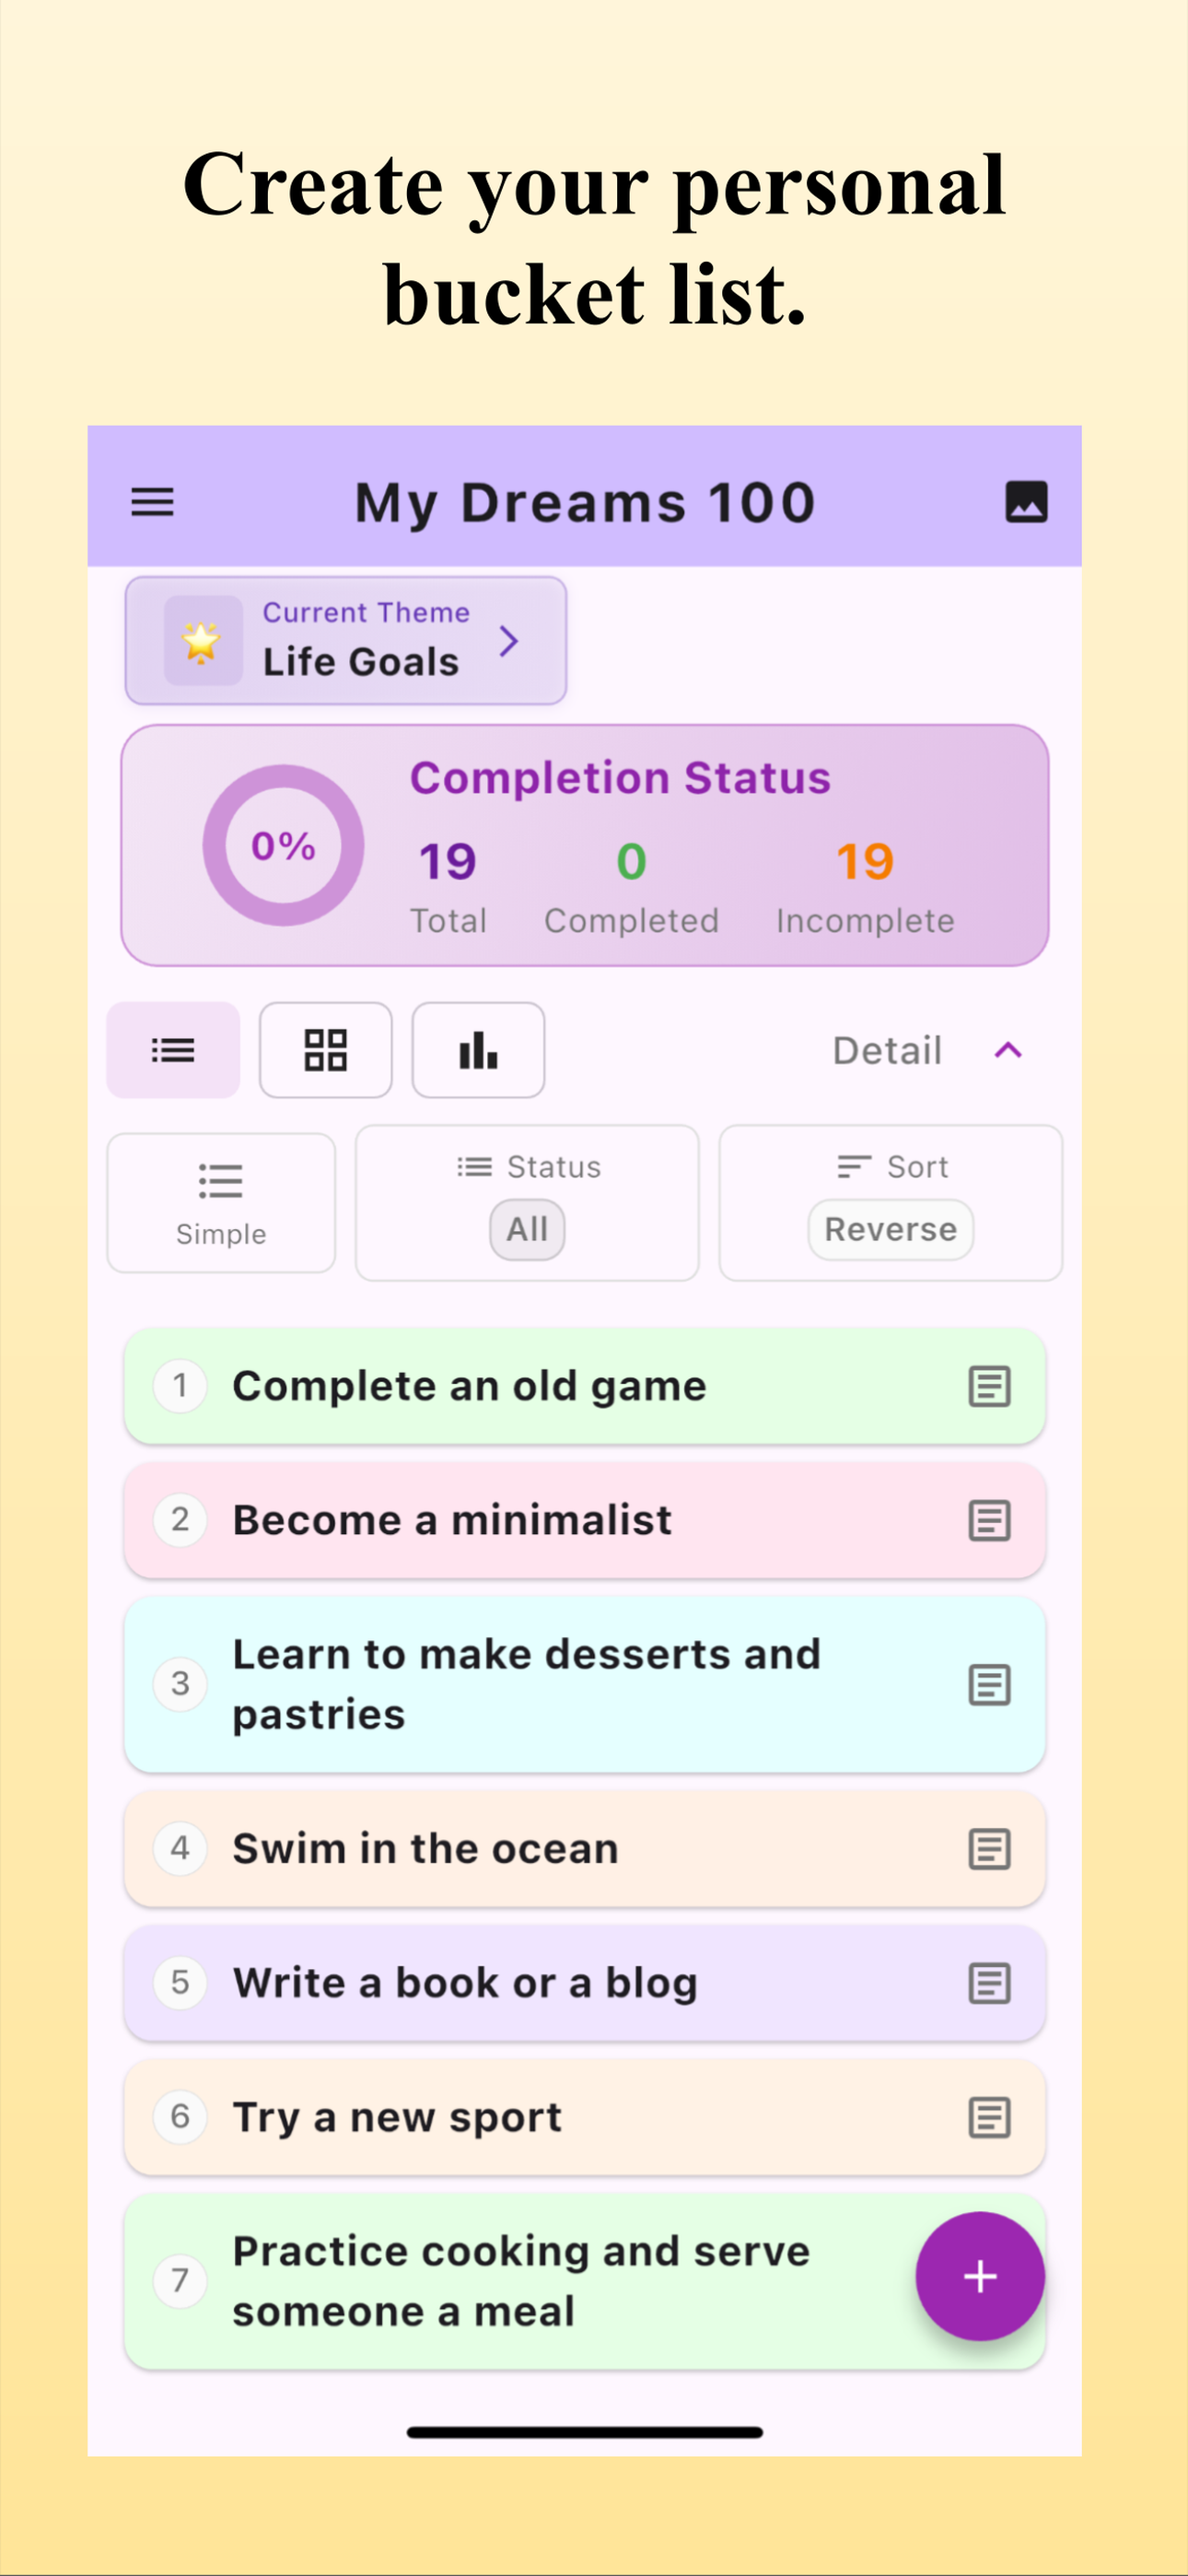 Create your personal
bucket list.
My Dreams 100
Current Theme
Life Goals
Completion Status
0%
19
0
19
Total
Completed
Incomplete
Detail
Simple
Status
All
Sort
Reverse
1 Complete an old game
2 Become a minimalist
3 Learn to make desserts and
pastries
4 Swim in the ocean
5 Write a book or a blog
6 Try a new sport
7 Practice cooking and serve
someone a meal